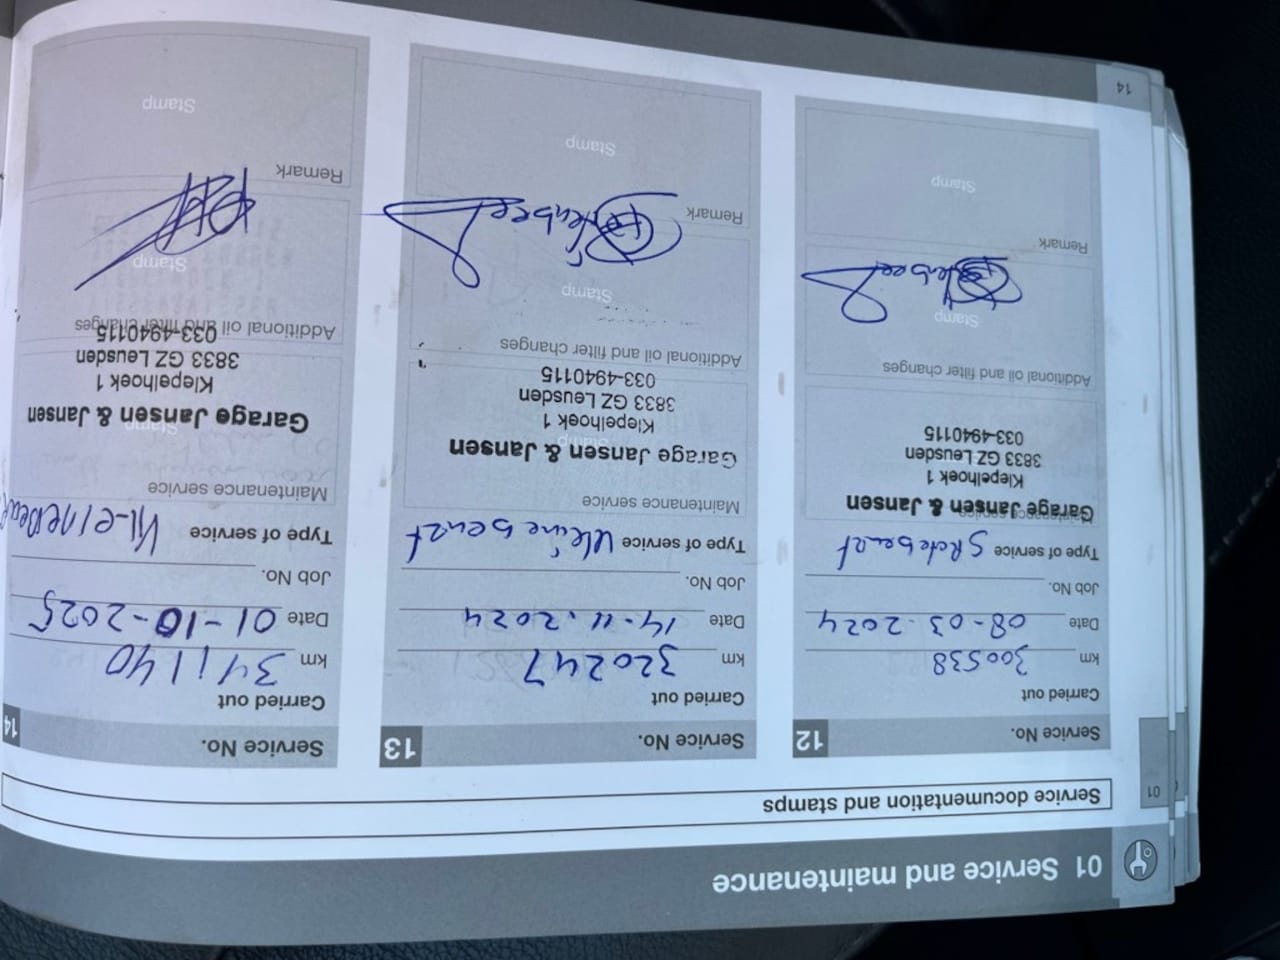 01 Service and maintenance
Service documentation and stamps
01
Service No. 12
Carried out
km 300538
Date 08-03-2024
Job No.
Type of service
Maintenance service
Garage Jansen & Jansen
Klepelhoek 1
3833 GZ Leusden
033-4940115
Additional oil and filter changes
Stamp
Remark
Stamp
Service No. 13
Carried out
km 320247
Date 14-11-2024
Job No.
Type of service Kleine beurt
Maintenance service
Stamp
Garage Jansen & Jansen
Klepelhoek 1
3833 GZ Leusden
033-4940115
Additional oil and filter changes
Stamp
Remark
Stamp
Service No. 14
Carried out
km 341140
Date 01-10-2025
Job No.
Type of service
Maintenance service
Stamp
Garage Jansen & Jansen
Klepelhoek 1
3833 GZ Leusden
033-4940115
Additional oil and filter changes
Stamp
Remark
Stamp
14